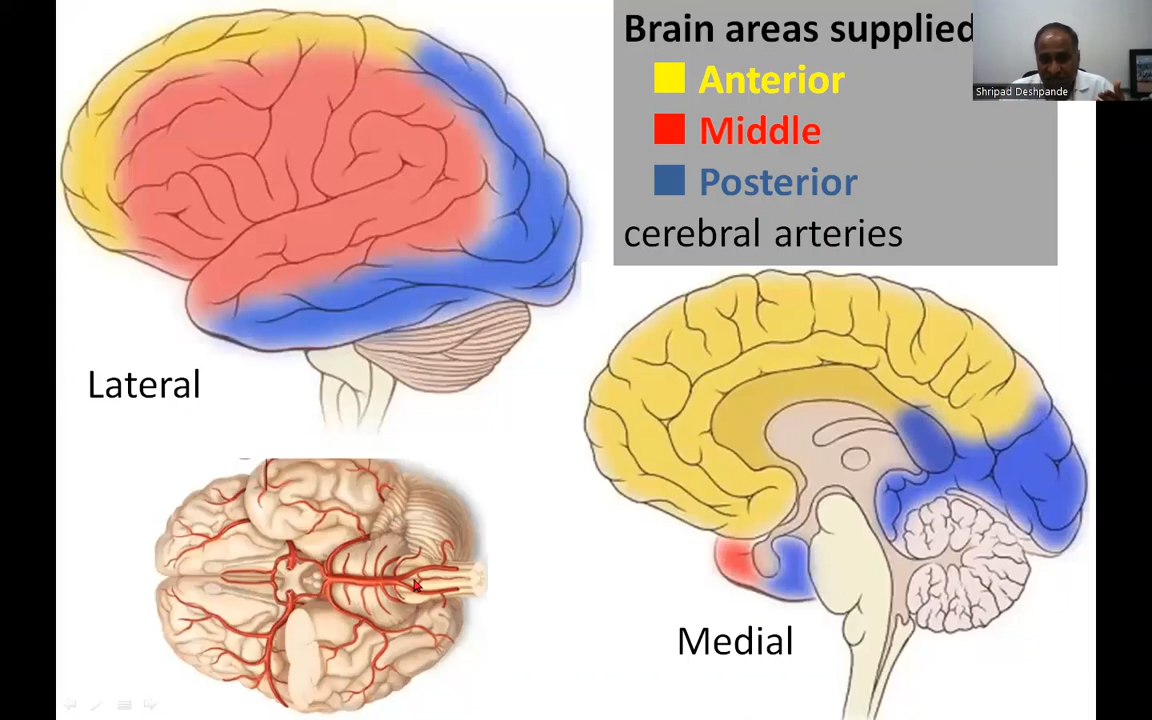 Brain areas supplied
Anterior
Middle
Posterior
cerebral arteries
Shripad Deshpande
Lateral
Medial